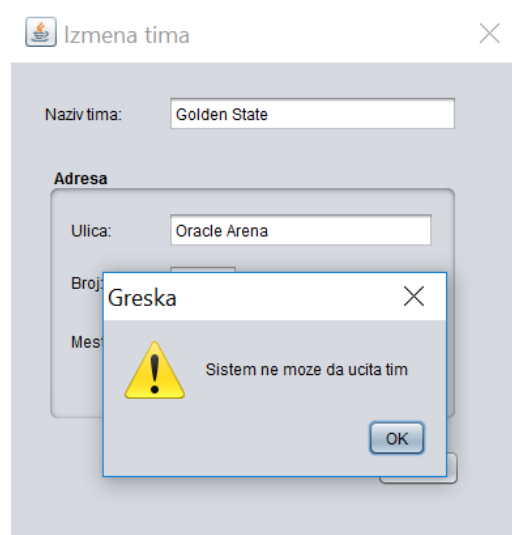 Izmena tima
Naziv tima: Golden State
Adresa
Ulica: Oracle Arena
Broj:
Greska
Sistem ne moze da ucita tim
OK